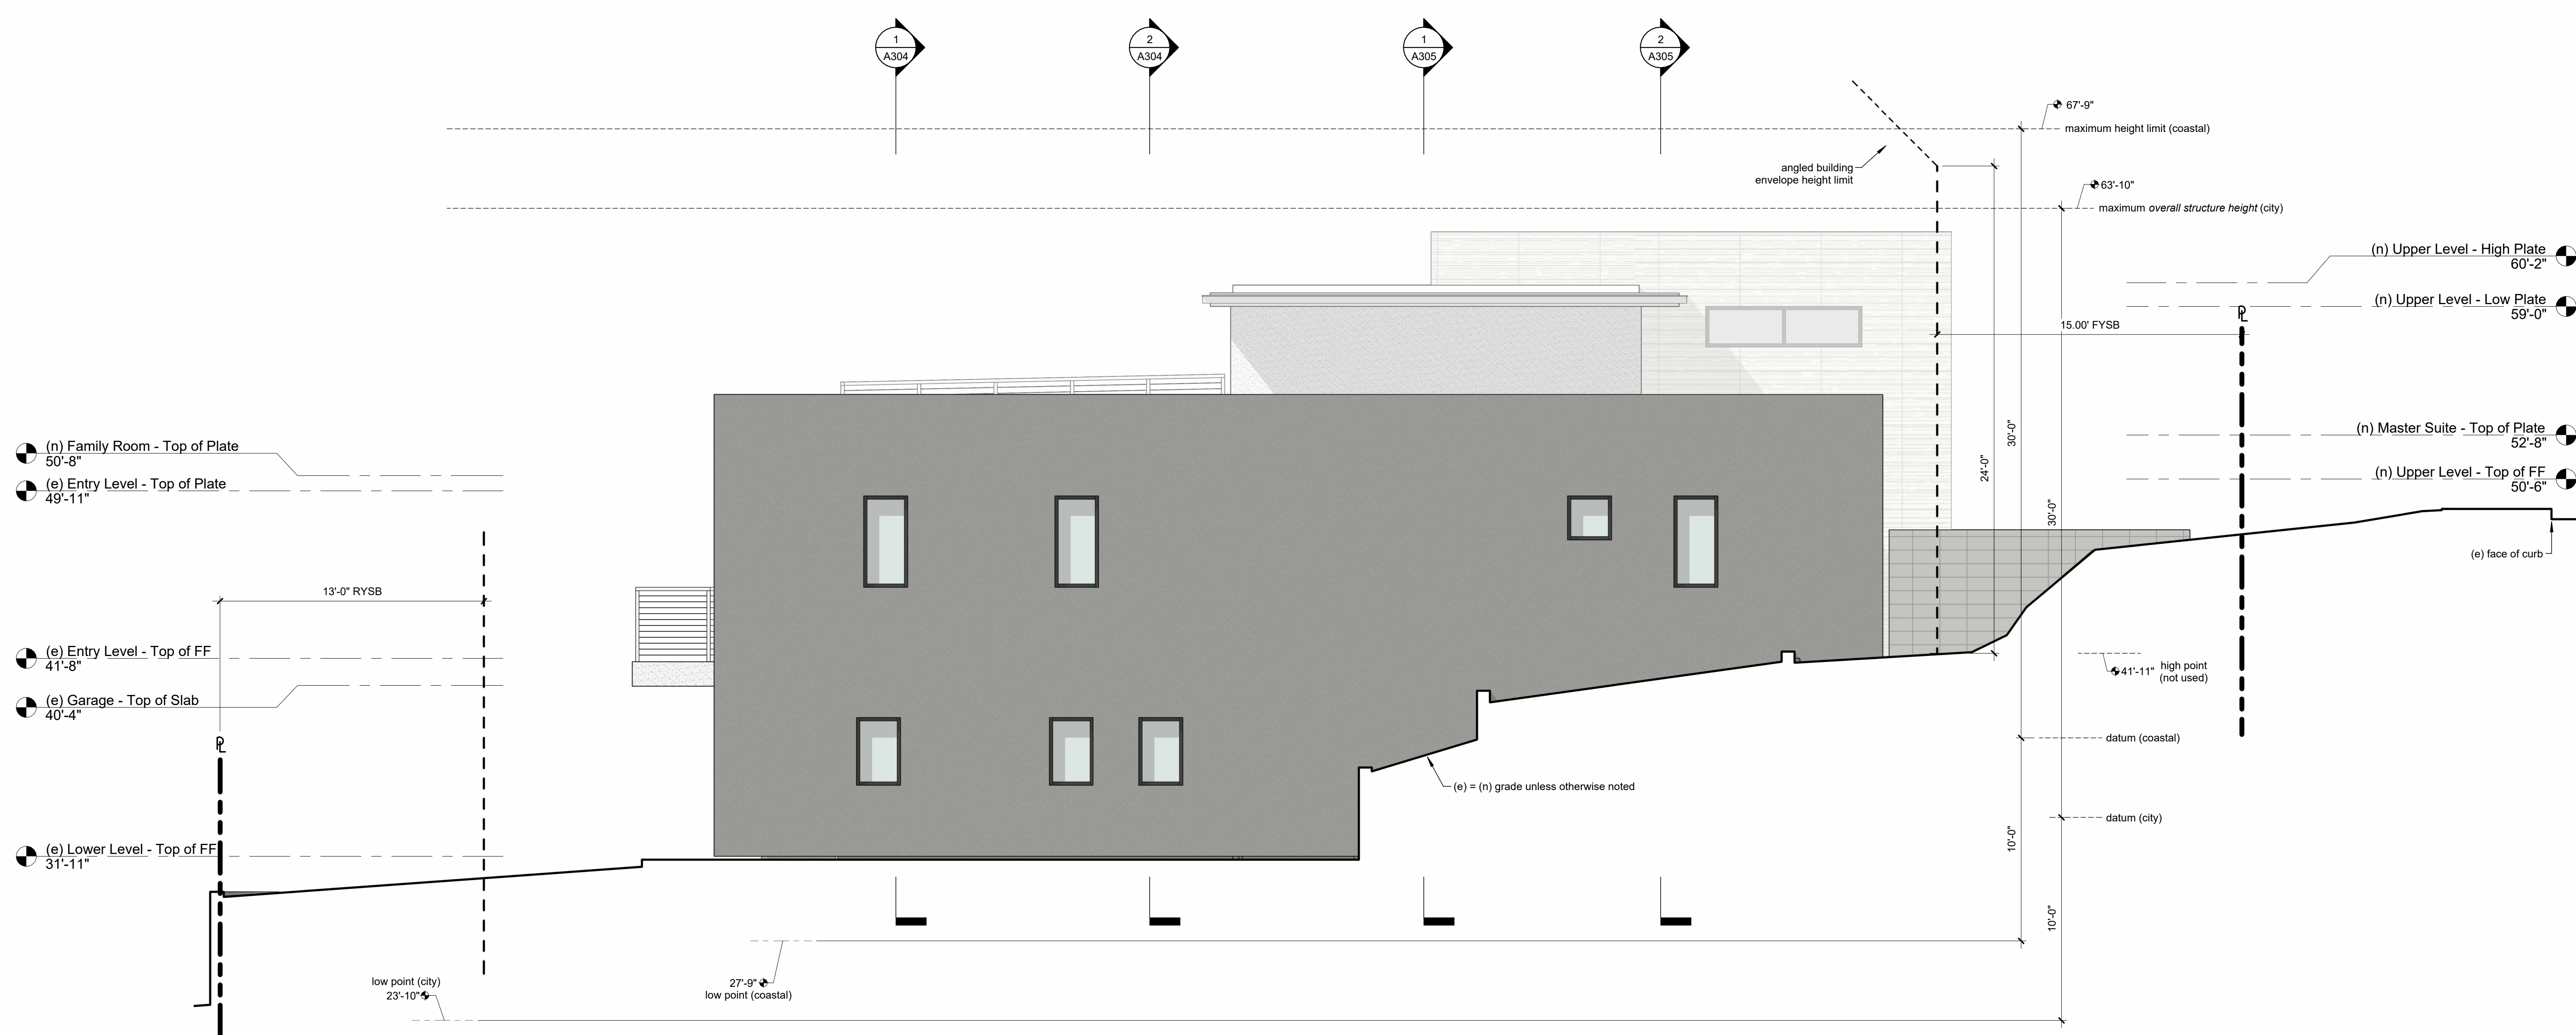 1
A304
2
A304
1
A305
2
A305
67'-9"
maximum height limit (coastal)
angled building
envelope height limit
63'-10"
maximum overall structure height (city)
(n) Upper Level - High Plate
60'-2"
(n) Upper Level - Low Plate
59'-0"
PL
15.00' FYSB
30'-0"
24'-0"
30'-0"
(n) Master Suite - Top of Plate
52'-8"
(n) Upper Level - Top of FF
50'-6"
(n) Family Room - Top of Plate
50'-8"
(e) Entry Level - Top of Plate
49'-11"
(e) face of curb
13'-0" RYSB
(e) Entry Level - Top of FF
41'-8"
(e) Garage - Top of Slab
40'-4"
PL
41'-11"
high point
(not used)
datum (coastal)
(e) = (n) grade unless otherwise noted
datum (city)
10'-0"
10'-0"
(e) Lower Level - Top of FF
31'-11"
low point (city)
23'-10"
27'-9"
low point (coastal)